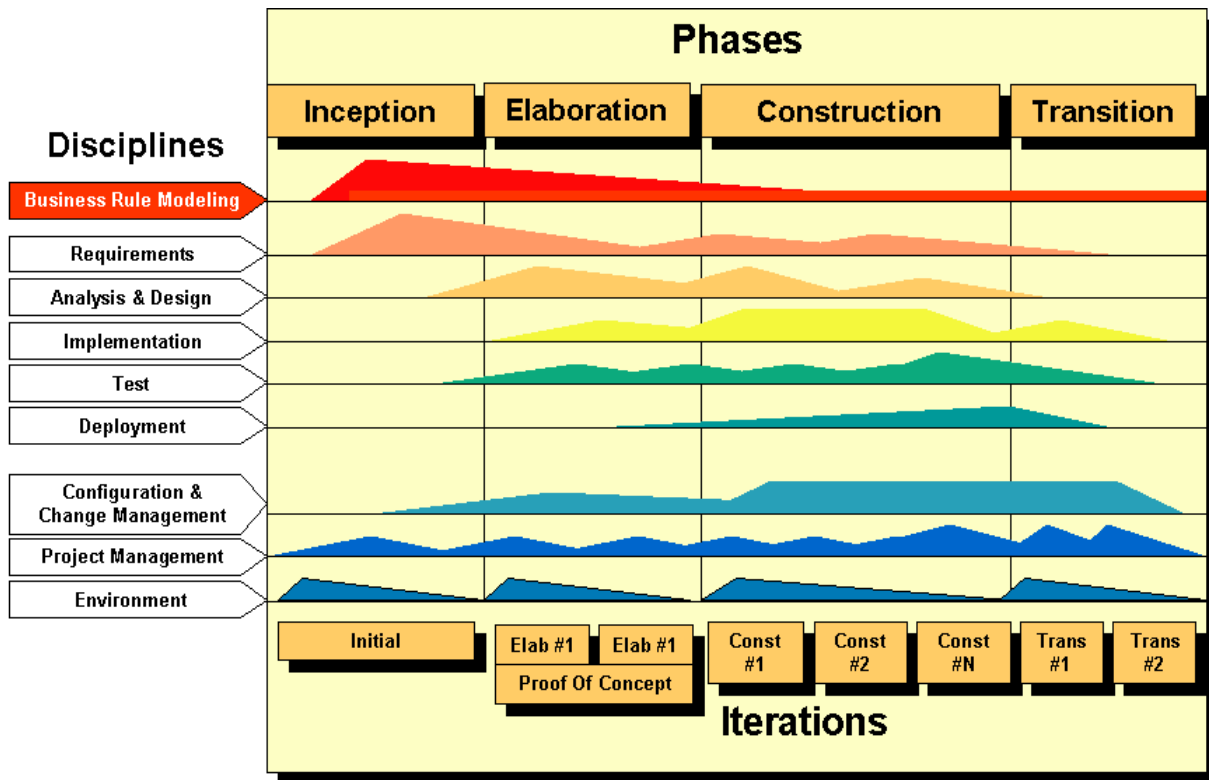 Phases
Inception
Elaboration
Construction
Transition
Disciplines
Business Rule Modeling
Requirements
Analysis & Design
Implementation
Test
Deployment
Configuration &
Change Management
Project Management
Environment
Initial
Elab #1
Elab #1
Proof Of Concept
Const
#1
Const
#2
Const
#N
Trans
#1
Trans
#2
Iterations